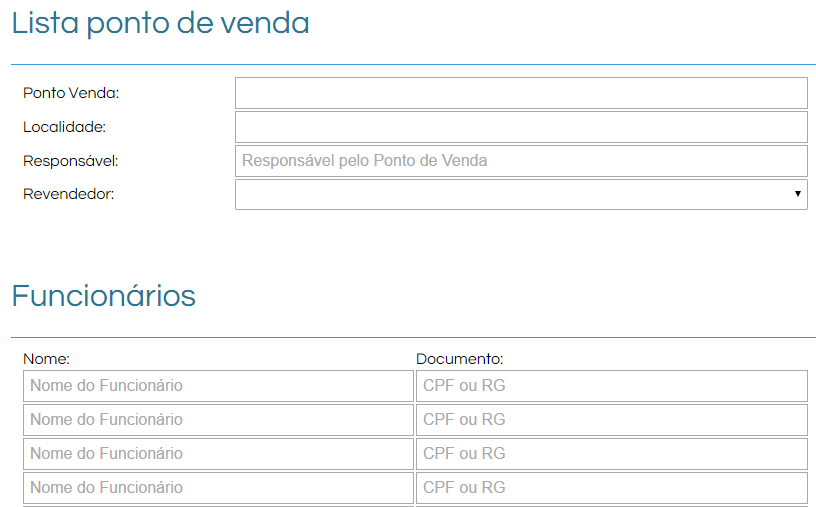 Lista ponto de venda
Ponto Venda:
Localidade:
Responsável: Responsável pelo Ponto de Venda
Revendedor:
Funcionários
Nome: Documento:
Nome do Funcionário CPF ou RG
Nome do Funcionário CPF ou RG
Nome do Funcionário CPF ou RG
Nome do Funcionário CPF ou RG